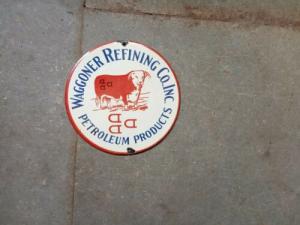 WAGGONER REFINING CO. INC.
PETROLEUM PRODUCTS